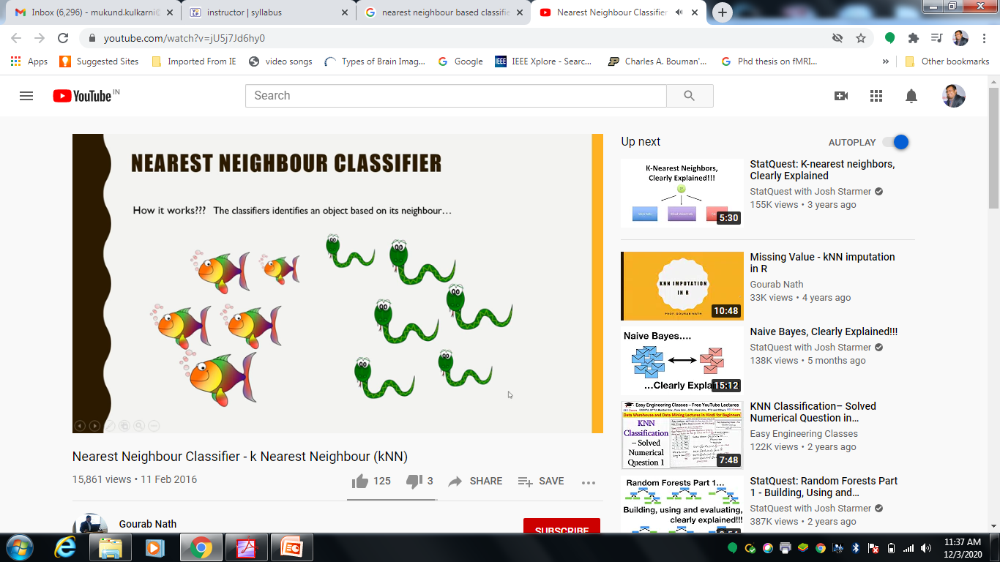 Inbox (6,296) - mukund.kulkarni@
instructor | syllabus
nearest neighbour based classifie
Nearest Neighbour Classifier
youtube.com/watch?v=jU5j7Jd6hy0
Apps
Suggested Sites
Imported From IE
video songs
Types of Brain Imag...
Google
IEEE
IEEE Xplore - Searc...
Charles A. Bouman'...
Phd thesis on fMRI...
»
Other bookmarks
YouTube IN
Search
NEAREST NEIGHBOUR CLASSIFIER
How it works??? The classifiers identifies an object based on its neighbour...
Nearest Neighbour Classifier - k Nearest Neighbour (kNN)
15,861 views • 11 Feb 2016
125
3
SHARE
SAVE
Gourab Nath
SUBSCRIBE
Up next
AUTOPLAY
K-Nearest Neighbors,
Clearly Explained!!!
5:30
StatQuest: K-nearest neighbors,
Clearly Explained
StatQuest with Josh Starmer
155K views • 3 years ago
KNN IMPUTATION
IN R
PROF. GOURAB NATH
10:48
Missing Value - kNN imputation
in R
Gourab Nath
33K views • 4 years ago
Naive Bayes....
...Clearly Expla
15:12
Naive Bayes, Clearly Explained!!!
StatQuest with Josh Starmer
138K views • 5 months ago
Easy Engineering Classes – Free YouTube Lectures
Data Warehouse and Data Mining Lectures in Hindi for Beginners
KNN
Classification
– Solved
Numerical
Question 1
7:48
KNN Classification– Solved
Numerical Question in...
Easy Engineering Classes
122K views • 2 years ago
Random Forests Part 1...
Building, using and evaluating,
clearly explained!!!
StatQuest: Random Forests Part
1 - Building, Using and...
StatQuest with Josh Starmer
387K views • 2 years ago
11:37 AM
12/3/2020